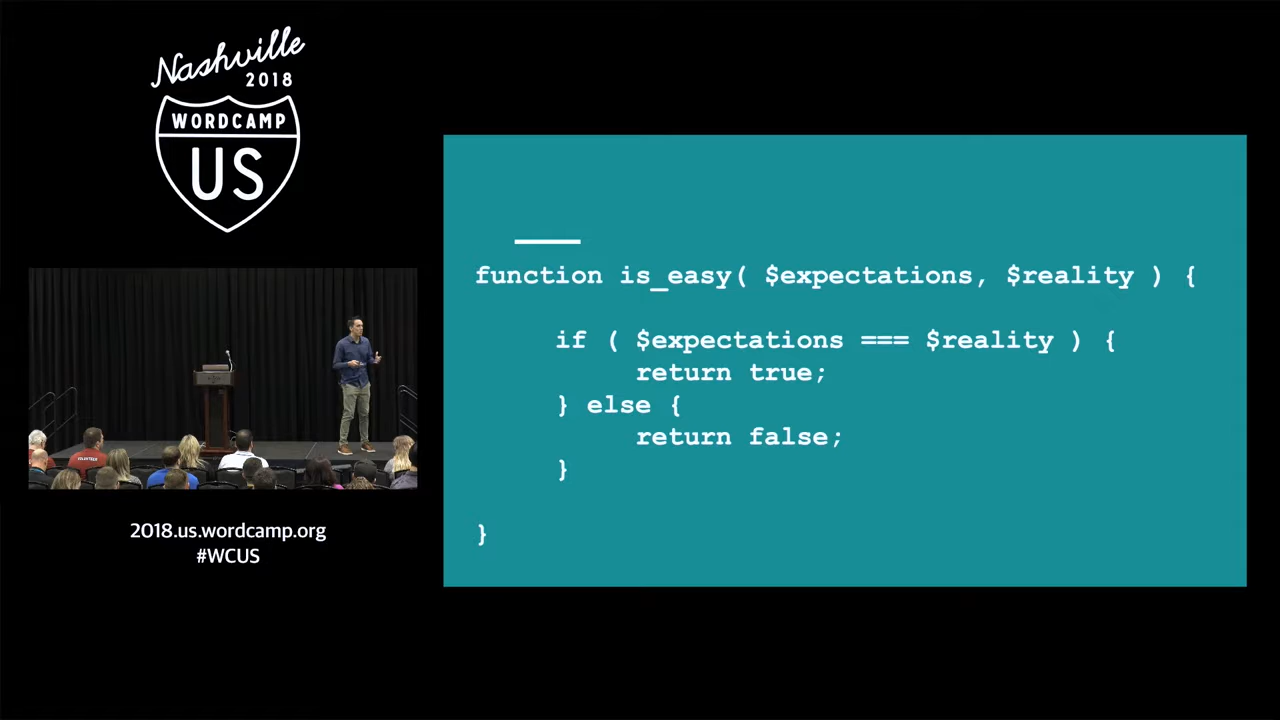 Nashville
2018
WORDCAMP
US
function is_easy( $expectations, $reality ) {
if ( $expectations === $reality ) {
return true;
} else {
return false;
}
}
2018.us.wordcamp.org
#WCUS